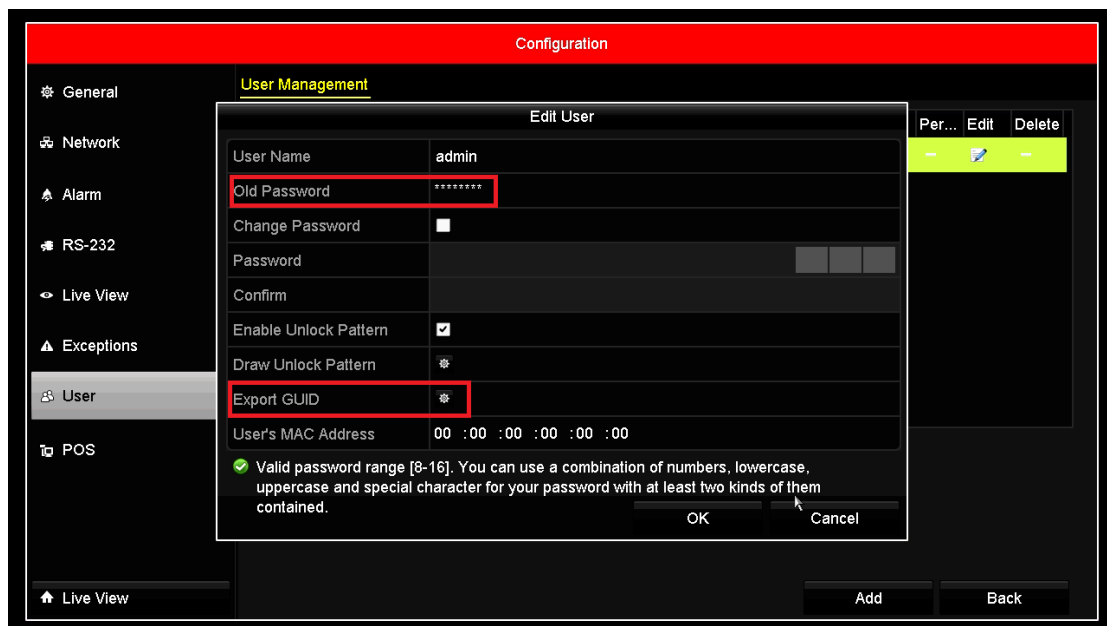 Configuration
General
Network
Alarm
RS-232
Live View
Exceptions
User
POS
Live View
User Management
Per... Edit Delete
Edit User
User Name admin
Old Password ********
Change Password
Password
Confirm
Enable Unlock Pattern
Draw Unlock Pattern
Export GUID
User's MAC Address 00 :00 :00 :00 :00 :00
Valid password range [8-16]. You can use a combination of numbers, lowercase,
uppercase and special character for your password with at least two kinds of them
contained.
OK Cancel
Add Back